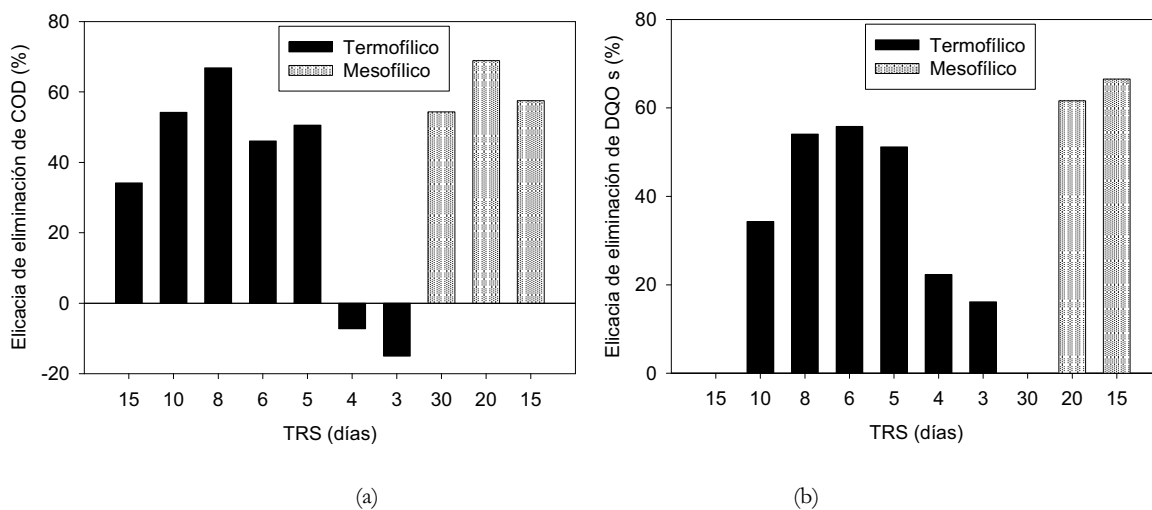 Elicacia de eliminación de COD (%)
80
60
40
20
0
-20
Termofílico
Mesofílico
15 10 8 6 5 4 3 30 20 15
TRS (días)
(a)
Elicacia de eliminación de DQO s (%)
80
60
40
20
0
Termofílico
Mesofílico
15 10 8 6 5 4 3 30 20 15
TRS (días)
(b)